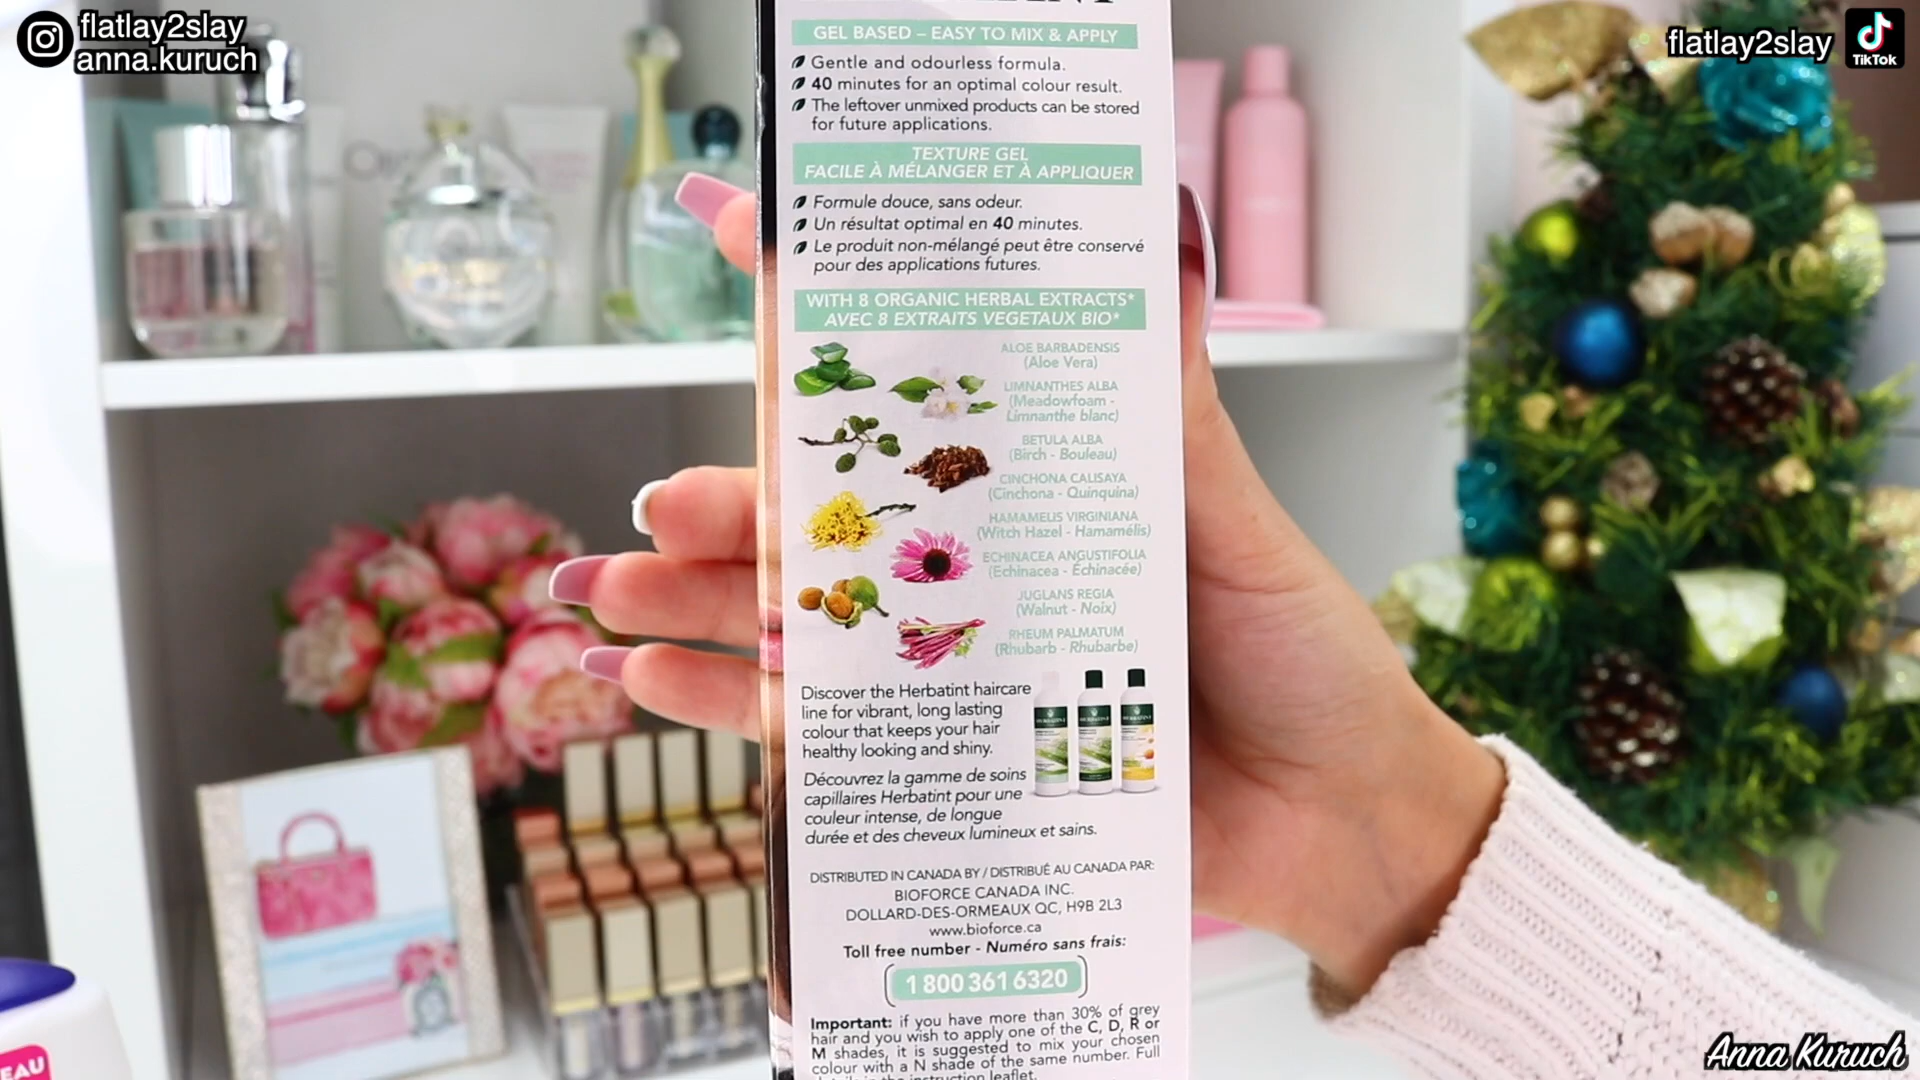 flatlay2slay
anna.kuruch
flatlay2slay
TikTok
GEL BASED – EASY TO MIX & APPLY
Gentle and odourless formula.
40 minutes for an optimal colour result.
The leftover unmixed products can be stored
for future applications.
TEXTURE GEL
FACILE À MÉLANGER ET À APPLIQUER
Formule douce, sans odeur.
Un résultat optimal en 40 minutes.
Le produit non-mélangé peut être conservé
pour des applications futures.
WITH 8 ORGANIC HERBAL EXTRACTS*
AVEC 8 EXTRAITS VEGETAUX BIO*
ALOE BARBADENSIS
(Aloe Vera)
LIMNANTHES ALBA
(Meadowfoam -
Limnanthe blanc)
BETULA ALBA
(Birch - Bouleau)
CINCHONA CALISAYA
(Cinchona - Quinquina)
HAMAMELIS VIRGINIANA
(Witch Hazel - Hamamélis)
ECHINACEA ANGUSTIFOLIA
(Echinacea - Échinacée)
JUGLANS REGIA
(Walnut - Noix)
RHEUM PALMATUM
(Rhubarb - Rhubarbe)
Discover the Herbatint haircare
line for vibrant, long lasting
colour that keeps your hair
healthy looking and shiny.
Découvrez la gamme de soins
capillaires Herbatint pour une
couleur intense, de longue
durée et des cheveux lumineux et sains.
DISTRIBUTED IN CANADA BY / DISTRIBUÉ AU CANADA PAR:
BIOFORCE CANADA INC.
DOLLARD-DES-ORMEAUX QC, H9B 2L3
www.bioforce.ca
Toll free number - Numéro sans frais:
1 800 361 6320
Important: if you have more than 30% of grey
hair and you wish to apply one of the C, D, R or
M shades, it is suggested to mix your chosen
colour with a N shade of the same number. Full
instruction leaflet.
EAU
Anna Kuruch